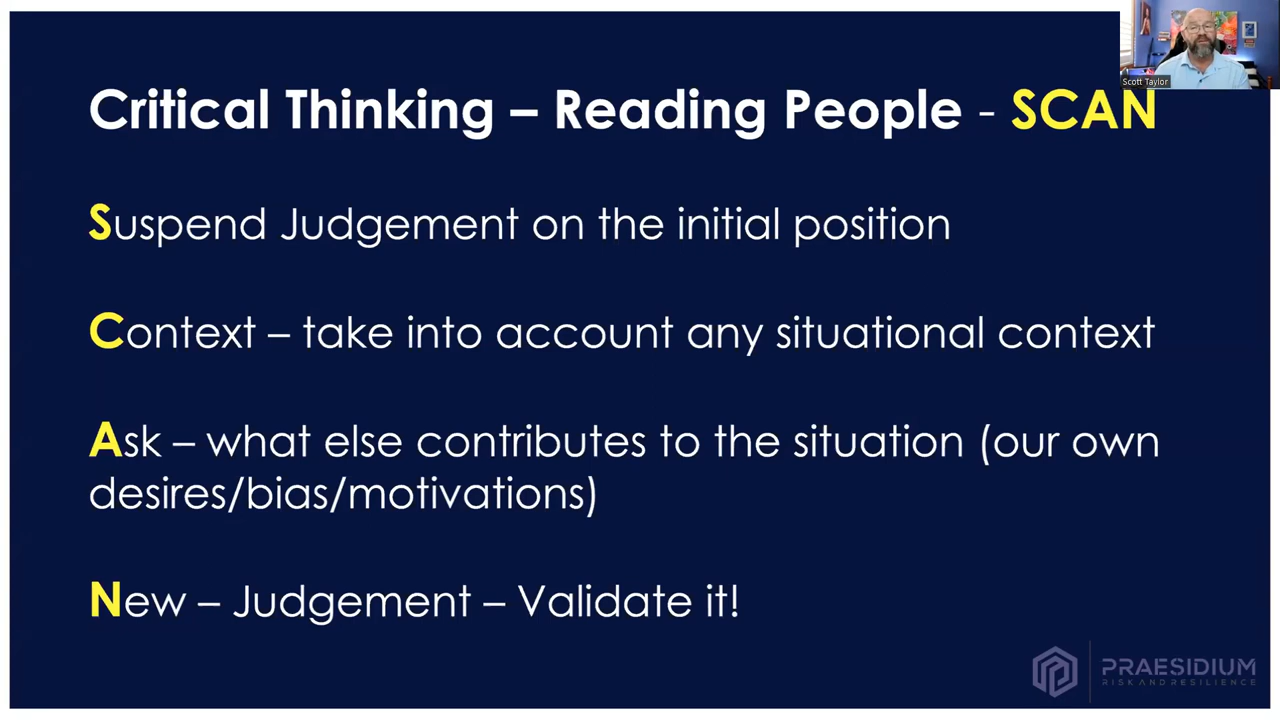 Scott Taylor
Critical Thinking – Reading People - SCAN
Suspend Judgement on the initial position
Context – take into account any situational context
Ask – what else contributes to the situation (our own
desires/bias/motivations)
New – Judgement – Validate it!
PRAESIDIUM
RISK AND RESILIENCE